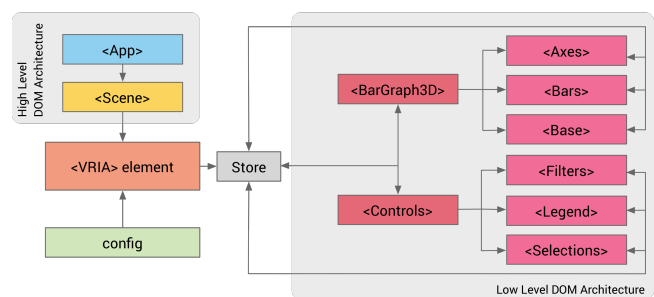 High Level
DOM Architecture
<App>
<Scene>
<VRIA> element
config
Store
<BarGraph3D>
<Controls>
<Axes>
<Bars>
<Base>
<Filters>
<Legend>
<Selections>
Low Level DOM Architecture